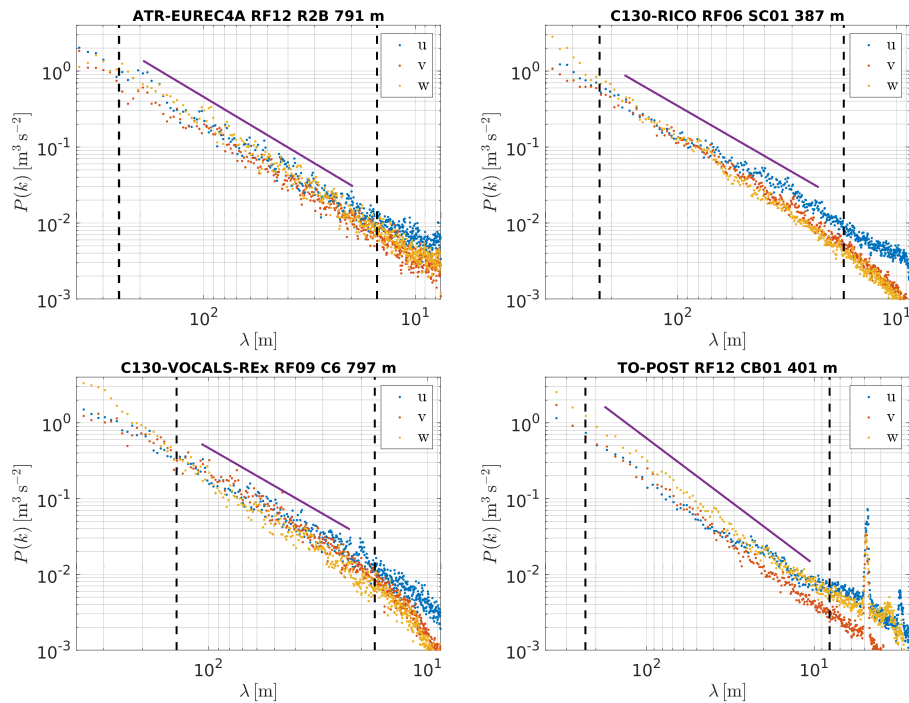 ATR-EUREC4A RF12 R2B 791 m
u
v
w
P(k) [m³ s⁻²]
10⁰
10⁻¹
10⁻²
10⁻³
10² 10¹
λ [m]
C130-RICO RF06 SC01 387 m
u
v
w
P(k) [m³ s⁻²]
10⁰
10⁻¹
10⁻²
10⁻³
10² 10¹
λ [m]
C130-VOCALS-REx RF09 C6 797 m
u
v
w
P(k) [m³ s⁻²]
10⁰
10⁻¹
10⁻²
10⁻³
10² 10¹
λ [m]
TO-POST RF12 CB01 401 m
u
v
w
P(k) [m³ s⁻²]
10⁰
10⁻¹
10⁻²
10⁻³
10² 10¹
λ [m]